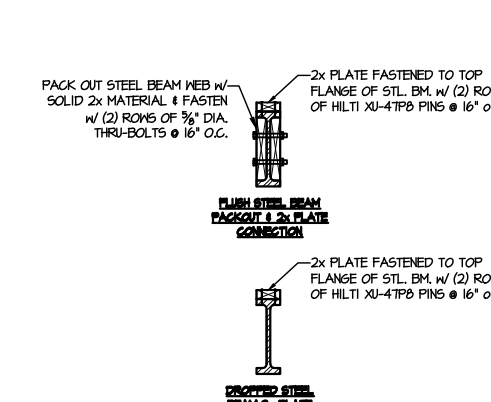 PACK OUT STEEL BEAM WEB w/
SOLID 2x MATERIAL & FASTEN
w/ (2) ROWS OF 5/8" DIA.
THRU-BOLTS @ 16" O.C.
2x PLATE FASTENED TO TOP
FLANGE OF STL. BM. w/ (2) RO
OF HILTI XU-47P8 PINS @ 16" o
FLUSH STEEL BEAM
PACKOUT & 2x PLATE
CONNECTION
2x PLATE FASTENED TO TOP
FLANGE OF STL. BM. w/ (2) RO
OF HILTI XU-47P8 PINS @ 16" o
DROPPED STEEL